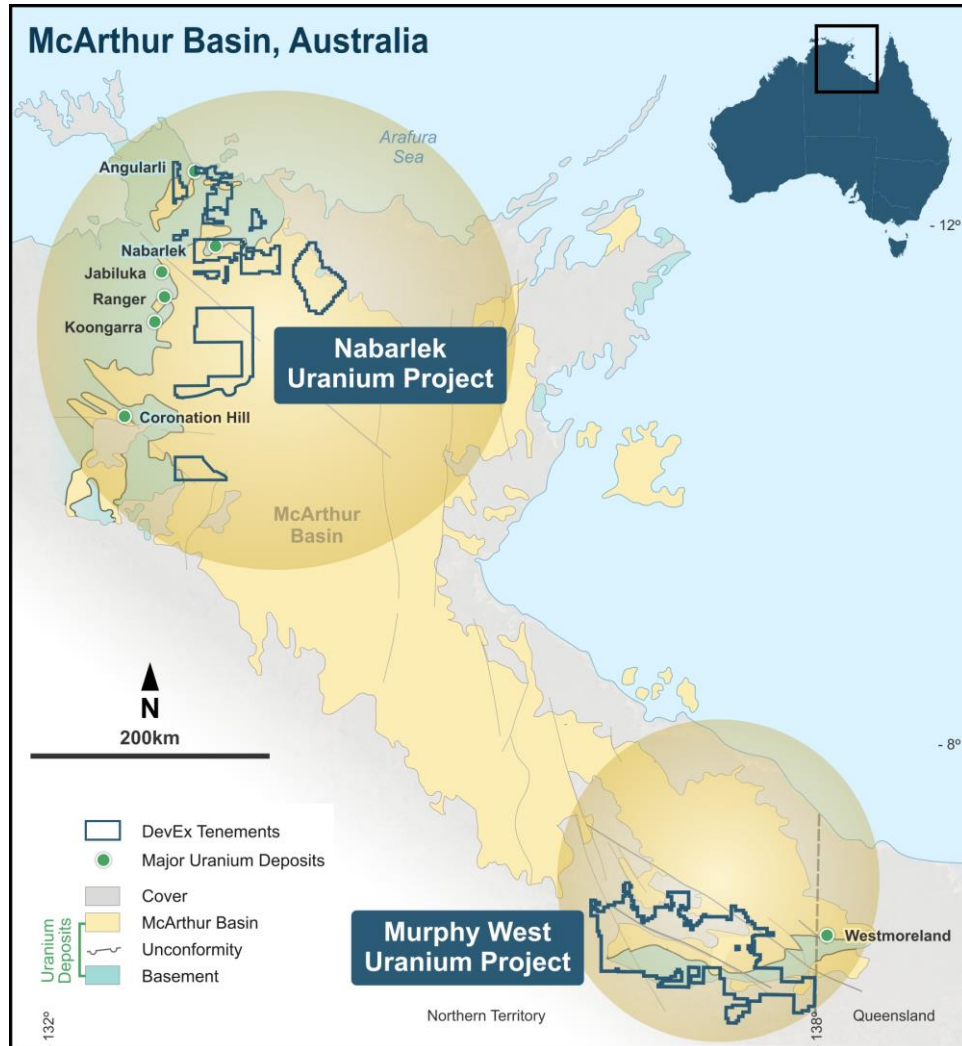 McArthur Basin, Australia
Arafura
Sea
Angularli
- 12º
Nabarlek
Jabiluka
Ranger
Koongarra
Nabarlek
Uranium Project
Coronation Hill
McArthur
Basin
N
200km
- 8º
DevEx Tenements
Major Uranium Deposits
Cover
McArthur Basin
Unconformity
Basement
Uranium
Deposits
Murphy West
Uranium Project
Westmoreland
132º
Northern Territory
138º
Queensland